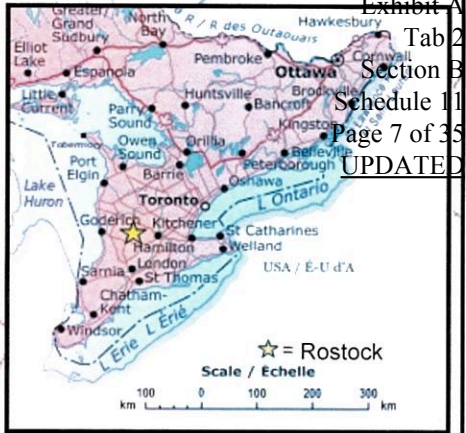 Exhibit A
Tab 2
Section B
Schedule 11
Page 7 of 35
UPDATED
Greater/
Grand
Sudbury
North
Bay
R / R des Outaouais
Hawkesbury
Elliot
Lake
Espanola
Pembroke
Ottawa
Cornwall
Little
Current
Parry
Sound
Huntsville
Bancroft
Brockville
Kingston
Tobermory
Owen
Sound
Orillia
Port
Elgin
Barrie
Peterborough
Belleville
Lake
Huron
Toronto
Oshawa
L Ontario
Goderich
Kitchener
Hamilton
St Catharines
Welland
London
USA / É-U d'A
Sarnia
St Thomas
Chatham-
Kent
Windsor
L Erie L Érié
= Rostock
Scale / Échelle
100 0 100 200 300
km km